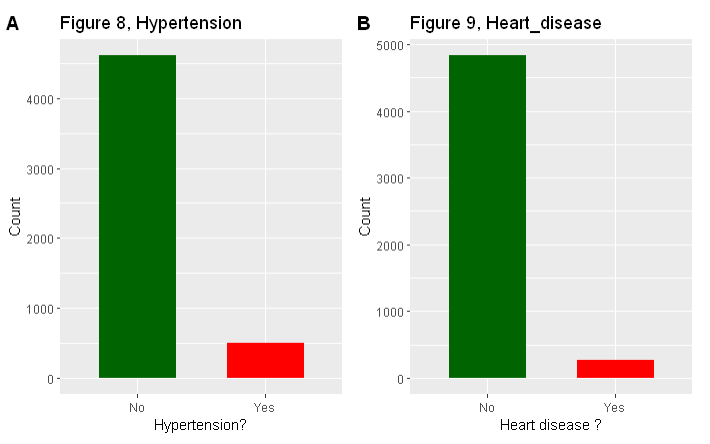 A
Figure 8, Hypertension
Count
4000
3000
2000
1000
0
No
Yes
Hypertension?
B
Figure 9, Heart_disease
Count
5000
4000
3000
2000
1000
0
No
Yes
Heart disease ?